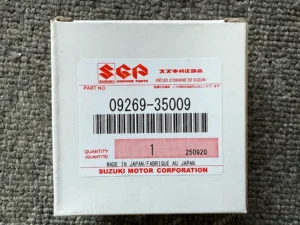 SGP
スズキ純正部品
SUZUKI GENUINE PARTS
PIÈCES D'ORIGINE DE SUZUKI
PART NO.
09269-35009
QUANTITY
(QUANTITÉ)
1
250920
MADE IN JAPAN/FABRIQUE AU JAPAN
SUZUKI MOTOR CORPORATION